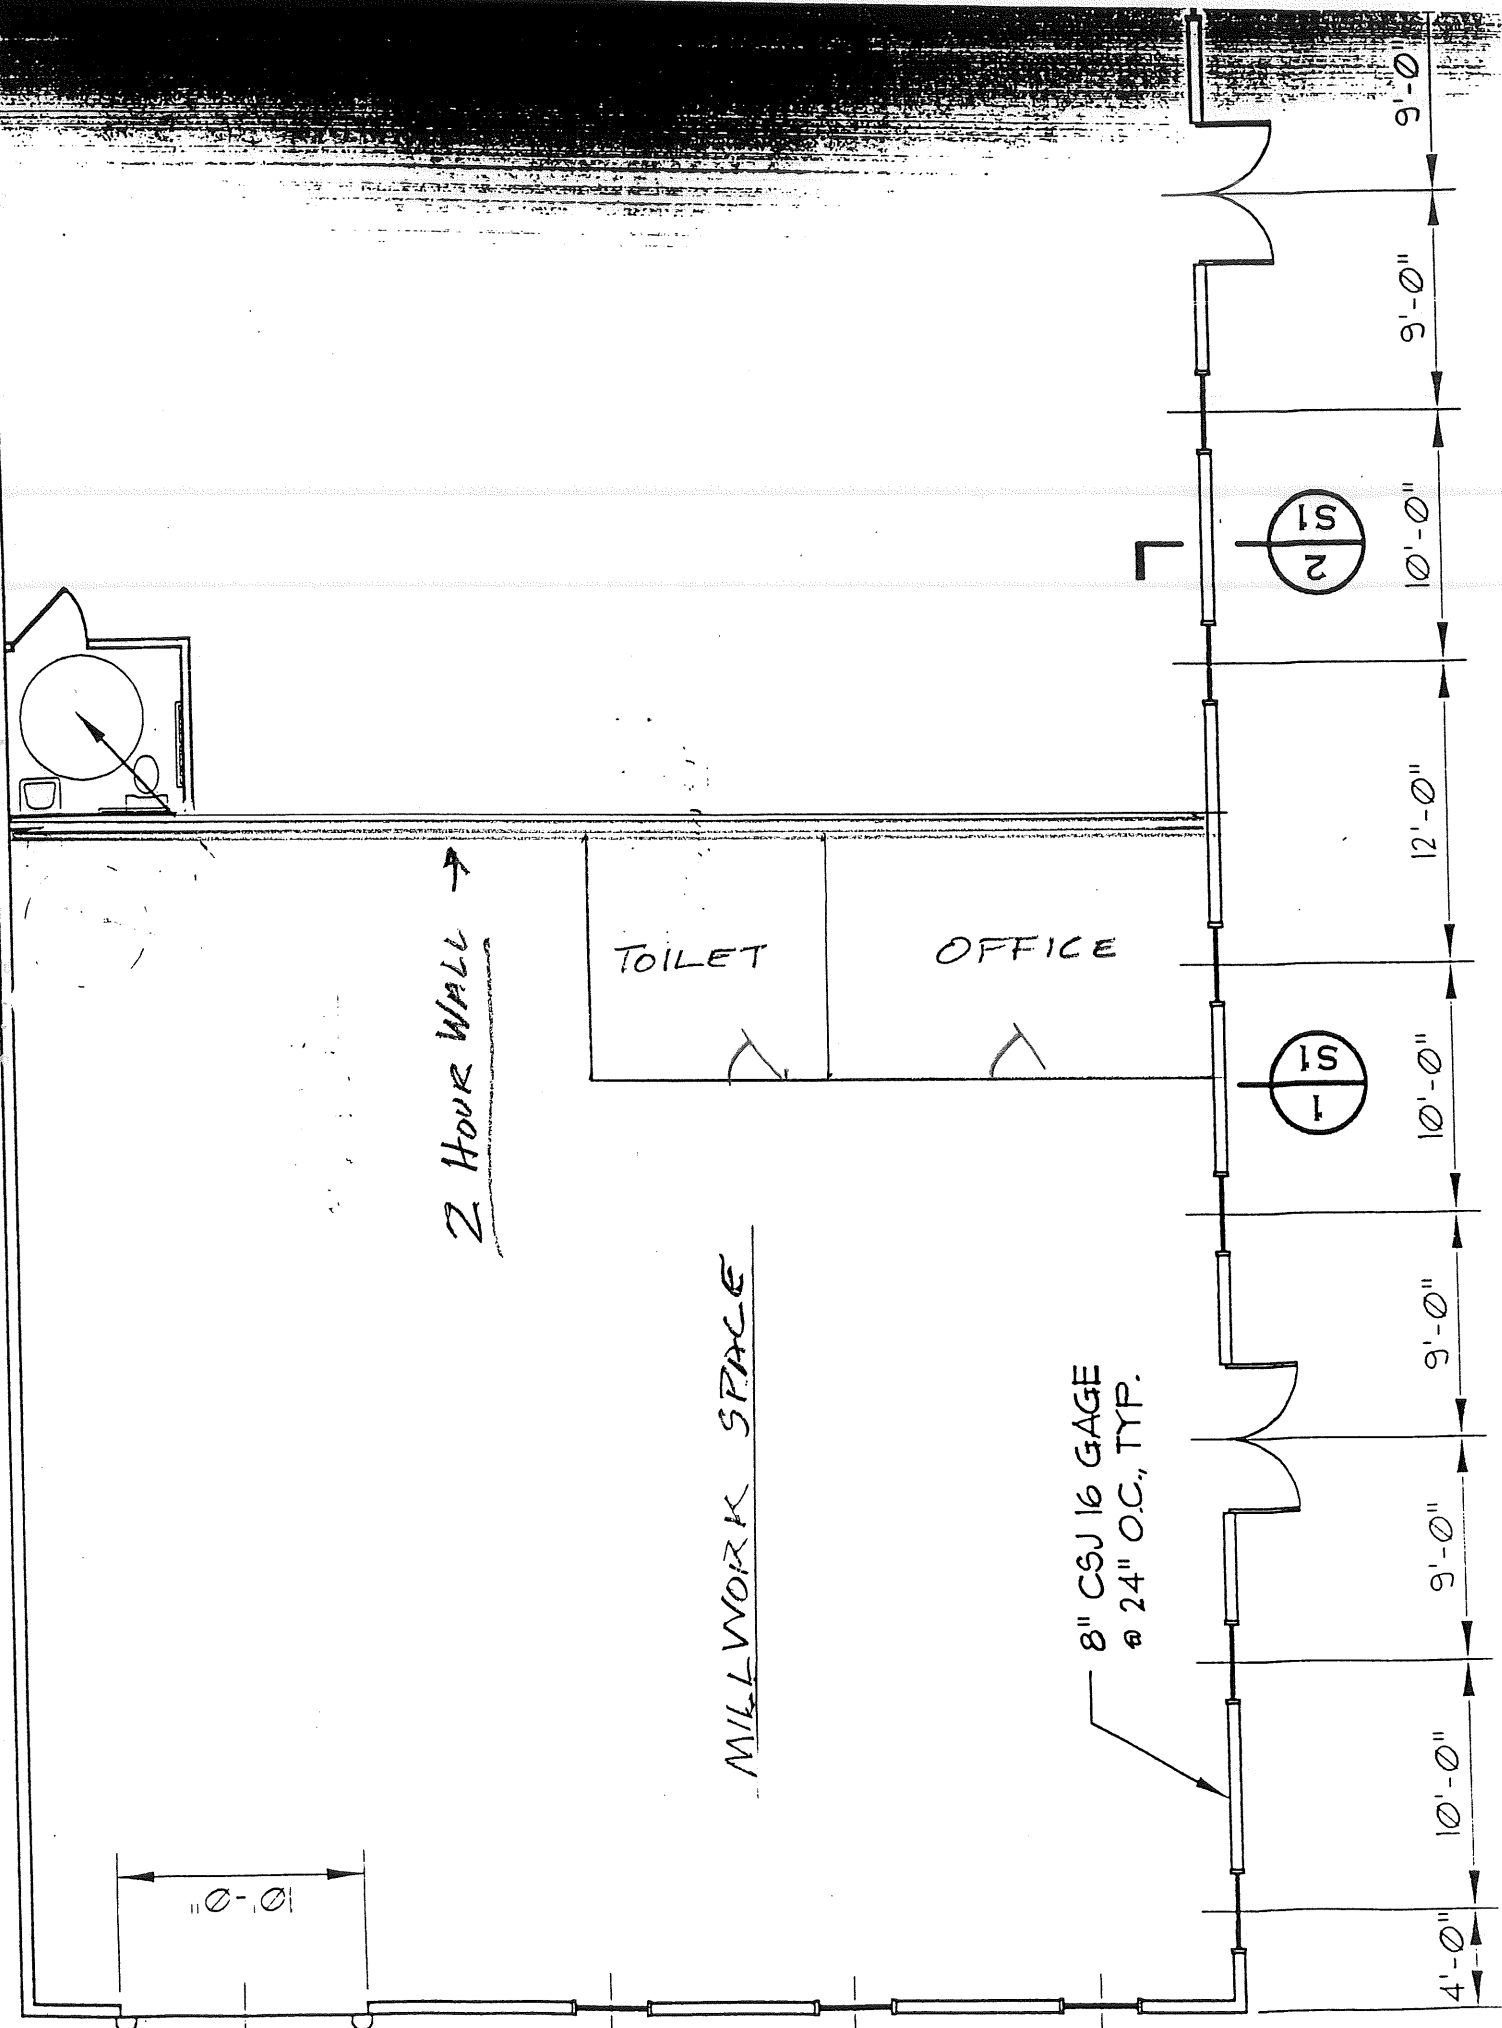 9'-0"
9'-0"
10'-0"
12'-0"
10'-0"
9'-0"
9'-0"
10'-0"
4'-0"
2
S1
1
S1
TOILET
OFFICE
2 HOUR WALL →
MILLWORK SPACE
8" CSJ 16 GAGE
@ 24" O.C., TYP.
10'-0"